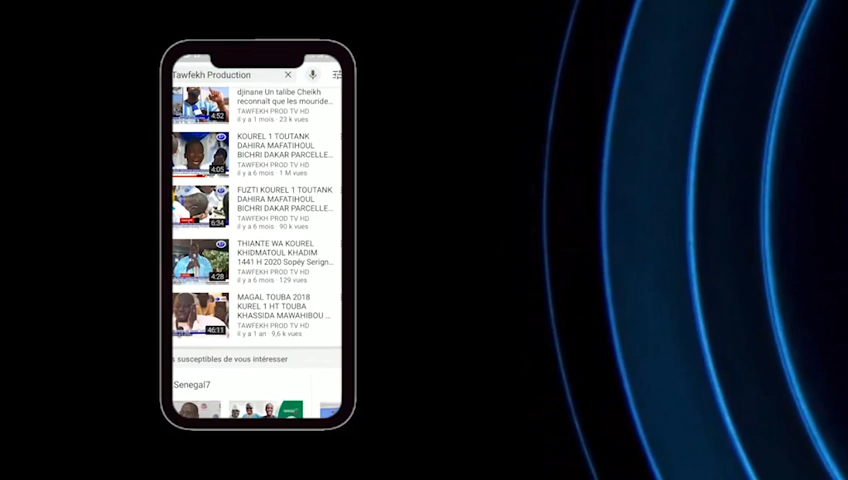 Tawfekh Production
djinane Un talibe Cheikh
reconnaît que les mouride...
TAWFEKH PROD TV HD
il y a 1 mois · 23 k vues
4:52
KOUREL 1 TOUTANK
DAHIRA MAFATIHOUL
BICHRI DAKAR PARCELLE...
TAWFEKH PROD TV HD
il y a 6 mois · 1 M vues
4:05
FUZTI KOUREL 1 TOUTANK
DAHIRA MAFATIHOUL
BICHRI DAKAR PARCELLE...
TAWFEKH PROD TV HD
il y a 6 mois · 90 k vues
6:34
THIANTE WA KOUREL
KHIDMATOUL KHADIM
1441 H 2020 Sopéy Serign...
TAWFEKH PROD TV HD
il y a 6 mois · 129 vues
4:28
MAGAL TOUBA 2018
KUREL 1 HT TOUBA
KHASSIDA MAWAHIBOU ...
TAWFEKH PROD TV HD
il y a 1 an · 9,6 k vues
46:11
s susceptibles de vous intéresser
Senegal7